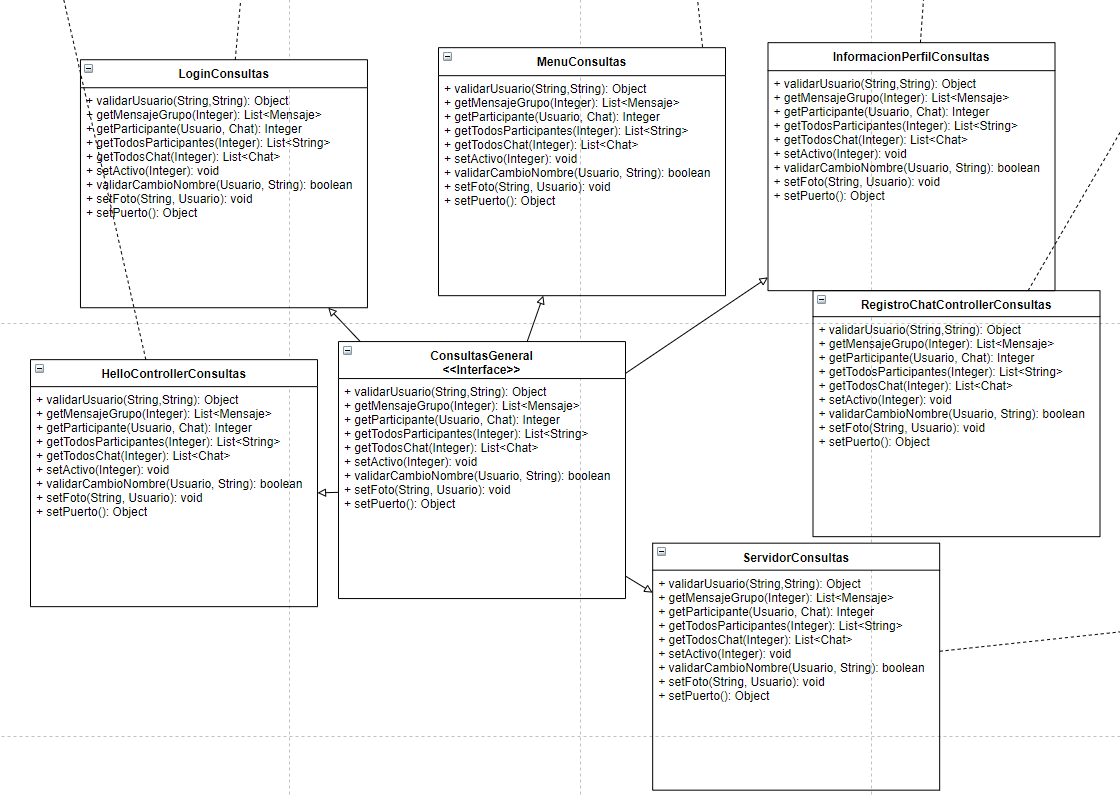 LoginConsultas
+ validarUsuario(String,String): Object
+ getMensajeGrupo(Integer): List<Mensaje>
+ getParticipante(Usuario, Chat): Integer
+ getTodosParticipantes(Integer): List<String>
+ getTodosChat(Integer): List<Chat>
+ setActivo(Integer): void
+ validarCambioNombre(Usuario, String): boolean
+ setFoto(String, Usuario): void
+ setPuerto(): Object
MenuConsultas
+ validarUsuario(String,String): Object
+ getMensajeGrupo(Integer): List<Mensaje>
+ getParticipante(Usuario, Chat): Integer
+ getTodosParticipantes(Integer): List<String>
+ getTodosChat(Integer): List<Chat>
+ setActivo(Integer): void
+ validarCambioNombre(Usuario, String): boolean
+ setFoto(String, Usuario): void
+ setPuerto(): Object
InformacionPerfilConsultas
+ validarUsuario(String,String): Object
+ getMensajeGrupo(Integer): List<Mensaje>
+ getParticipante(Usuario, Chat): Integer
+ getTodosParticipantes(Integer): List<String>
+ getTodosChat(Integer): List<Chat>
+ setActivo(Integer): void
+ validarCambioNombre(Usuario, String): boolean
+ setFoto(String, Usuario): void
+ setPuerto(): Object
HelloControllerConsultas
+ validarUsuario(String,String): Object
+ getMensajeGrupo(Integer): List<Mensaje>
+ getParticipante(Usuario, Chat): Integer
+ getTodosParticipantes(Integer): List<String>
+ getTodosChat(Integer): List<Chat>
+ setActivo(Integer): void
+ validarCambioNombre(Usuario, String): boolean
+ setFoto(String, Usuario): void
+ setPuerto(): Object
ConsultasGeneral
<<Interface>>
+ validarUsuario(String,String): Object
+ getMensajeGrupo(Integer): List<Mensaje>
+ getParticipante(Usuario, Chat): Integer
+ getTodosParticipantes(Integer): List<String>
+ getTodosChat(Integer): List<Chat>
+ setActivo(Integer): void
+ validarCambioNombre(Usuario, String): boolean
+ setFoto(String, Usuario): void
+ setPuerto(): Object
RegistroChatControllerConsultas
+ validarUsuario(String,String): Object
+ getMensajeGrupo(Integer): List<Mensaje>
+ getParticipante(Usuario, Chat): Integer
+ getTodosParticipantes(Integer): List<String>
+ getTodosChat(Integer): List<Chat>
+ setActivo(Integer): void
+ validarCambioNombre(Usuario, String): boolean
+ setFoto(String, Usuario): void
+ setPuerto(): Object
ServidorConsultas
+ validarUsuario(String,String): Object
+ getMensajeGrupo(Integer): List<Mensaje>
+ getParticipante(Usuario, Chat): Integer
+ getTodosParticipantes(Integer): List<String>
+ getTodosChat(Integer): List<Chat>
+ setActivo(Integer): void
+ validarCambioNombre(Usuario, String): boolean
+ setFoto(String, Usuario): void
+ setPuerto(): Object